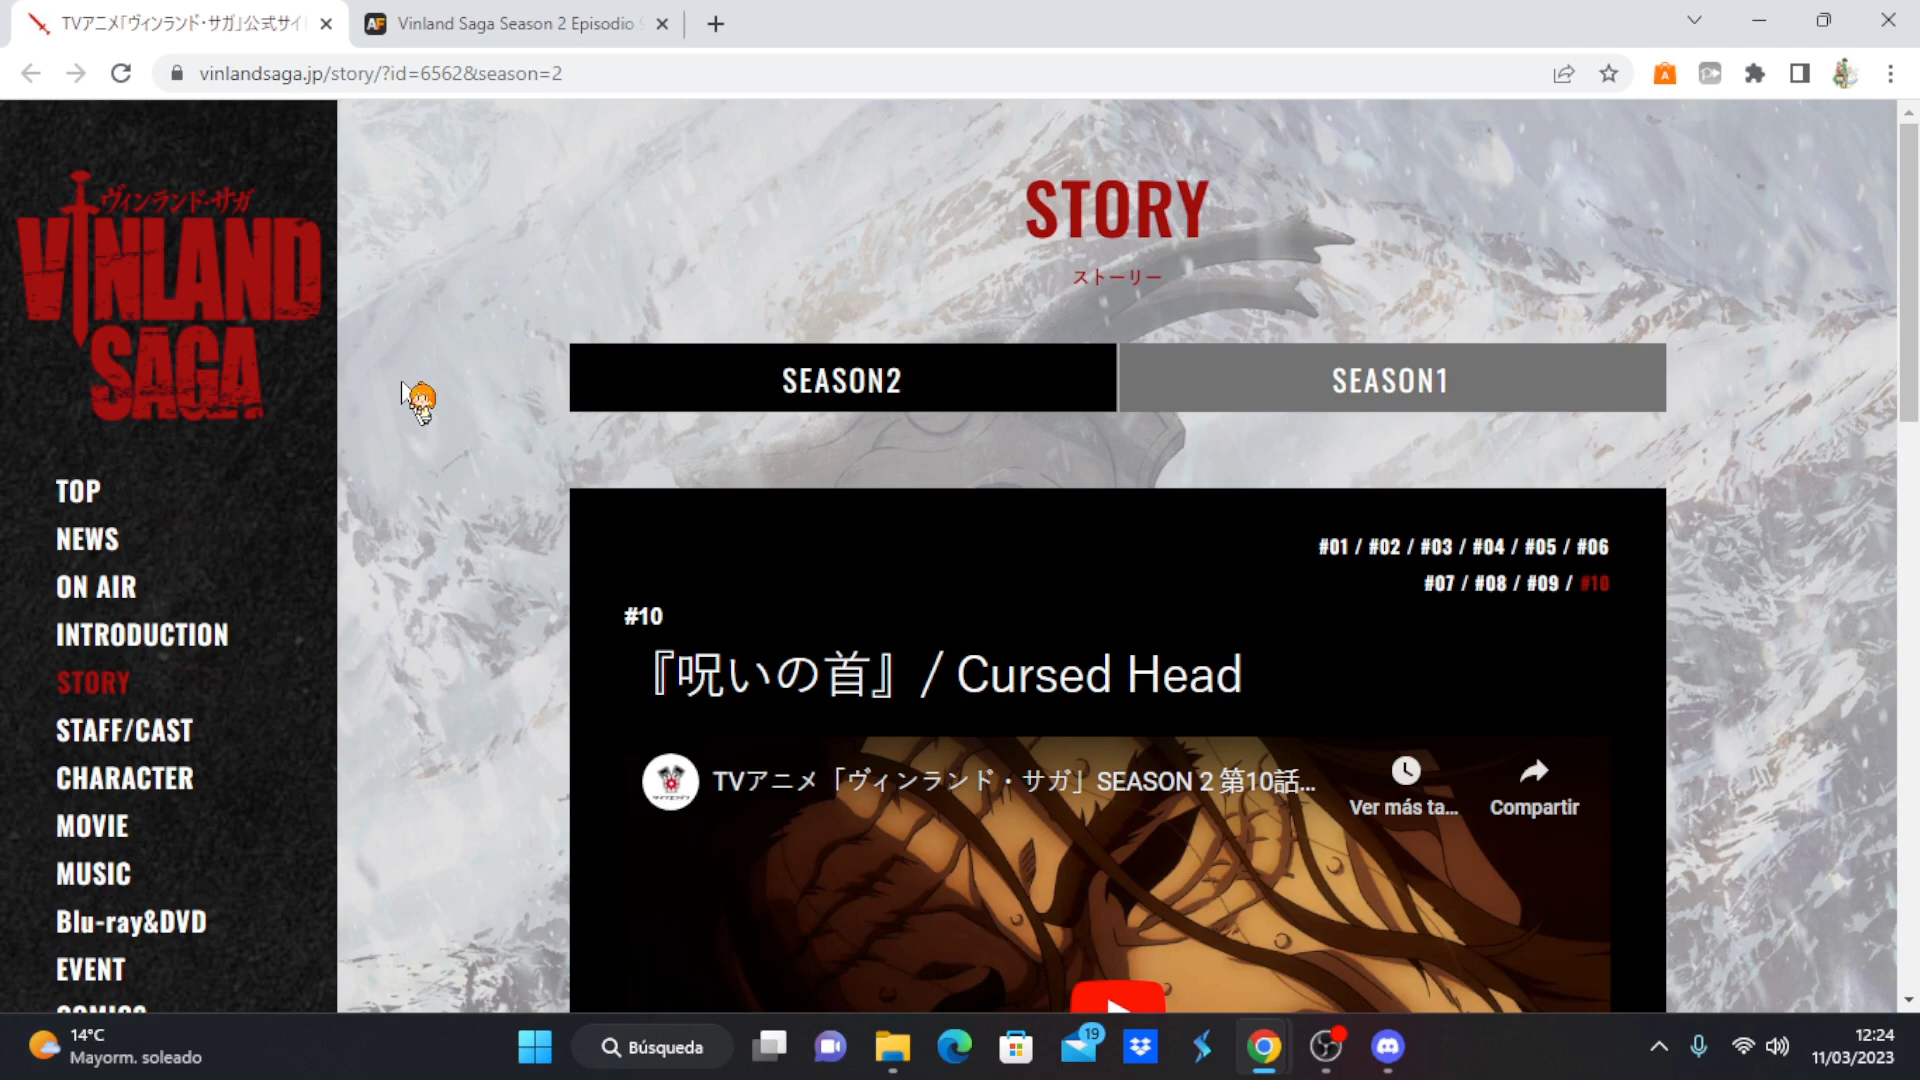 TVアニメ「ヴィンランド・サガ」公式サイ
Vinland Saga Season 2 Episodio
vinlandsaga.jp/story/?id=6562&season=2
ヴィンランド・サガ
VINLAND
SAGA
TOP
NEWS
ON AIR
INTRODUCTION
STORY
STAFF/CAST
CHARACTER
MOVIE
MUSIC
Blu-ray&DVD
EVENT
COMICS
STORY
ストーリー
SEASON2
SEASON1
#01 / #02 / #03 / #04 / #05 / #06
#07 / #08 / #09 / #10
#10
『呪いの首』 / Cursed Head
TVアニメ「ヴィンランド・サガ」SEASON 2 第10話...
Ver más ta...
Compartir
14°C
Mayorm. soleado
Búsqueda
19
12:24
11/03/2023